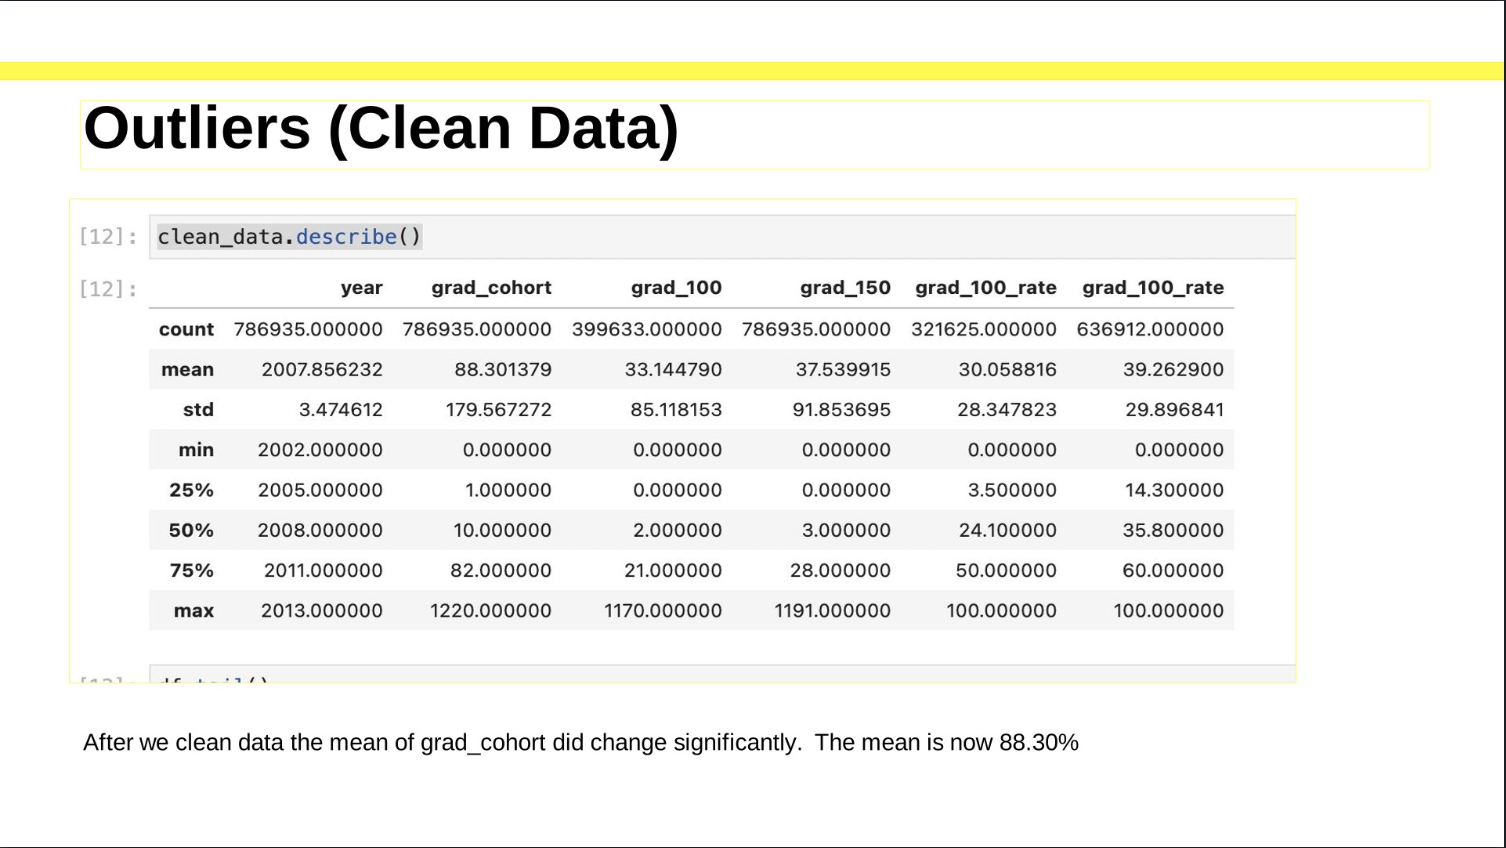 Outliers (Clean Data)
[12]: clean_data.describe()
[12]: year grad_cohort grad_100 grad_150 grad_100_rate grad_100_rate
count 786935.000000 786935.000000 399633.000000 786935.000000 321625.000000 636912.000000
mean 2007.856232 88.301379 33.144790 37.539915 30.058816 39.262900
std 3.474612 179.567272 85.118153 91.853695 28.347823 29.896841
min 2002.000000 0.000000 0.000000 0.000000 0.000000 0.000000
25% 2005.000000 1.000000 0.000000 0.000000 3.500000 14.300000
50% 2008.000000 10.000000 2.000000 3.000000 24.100000 35.800000
75% 2011.000000 82.000000 21.000000 28.000000 50.000000 60.000000
max 2013.000000 1220.000000 1170.000000 1191.000000 100.000000 100.000000
After we clean data the mean of grad_cohort did change significantly.  The mean is now 88.30%